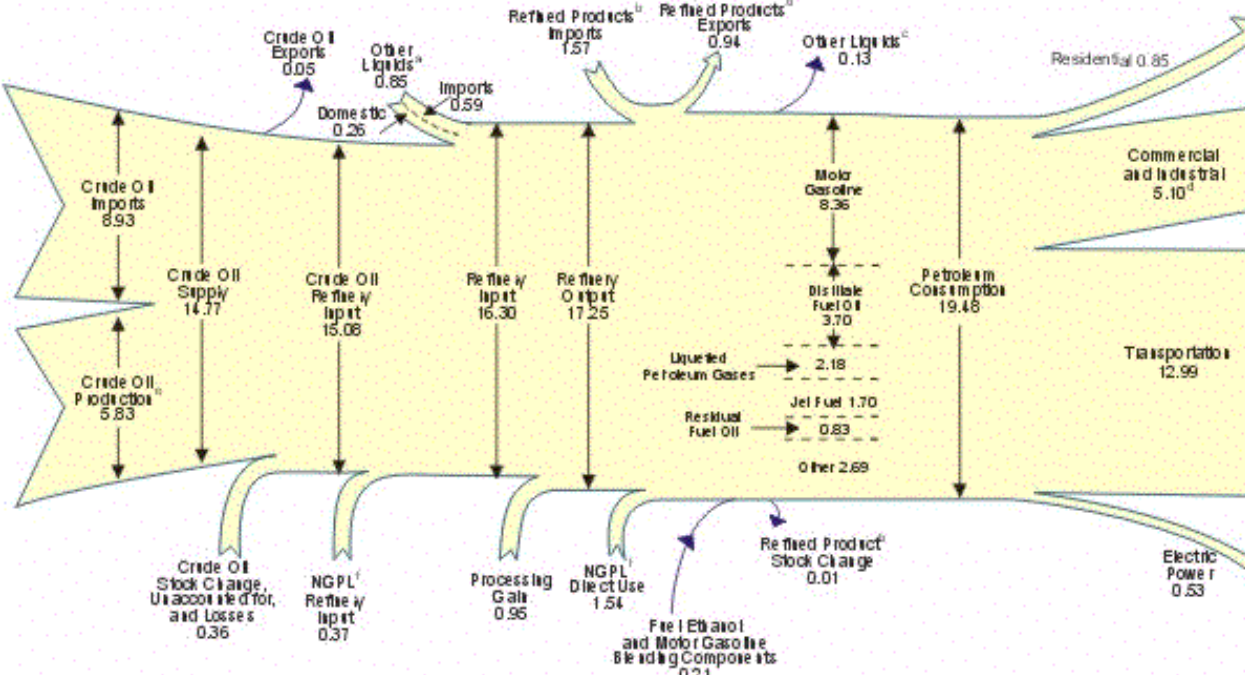 Crude Oil
Exports
0.05
Other
Liquids^a
0.85
Imports
0.59
Domestic
0.26
Refined Products^b
Imports
1.57
Refined Products^b
Exports
0.94
Other Liquids^c
0.13
Residential 0.85
Crude Oil
Imports
8.93
Crude Oil
Supply
14.77
Crude Oil
Refinery
Input
15.08
Refinery
Input
16.30
Refinery
Output
17.25
Motor
Gasoline
8.36
Distillate
Fuel Oil
3.70
Liquefied
Petroleum Gases
2.18
Jet Fuel 1.70
Residual
Fuel Oil
0.83
Other 2.69
Petroleum
Consumption
19.48
Commercial
and Industrial
5.10^d
Transportation
12.99
Crude Oil
Production^e
5.83
Crude Oil
Stock Change,
Unaccounted for,
and Losses
0.36
NGPL^f
Refinery
Input
0.37
Processing
Gain
0.95
NGPL^f
Direct Use
1.54
Fuel Ethanol
and Motor Gasoline
Blending Components
0.21
Refined Product^b
Stock Change
0.01
Electric
Power
0.53